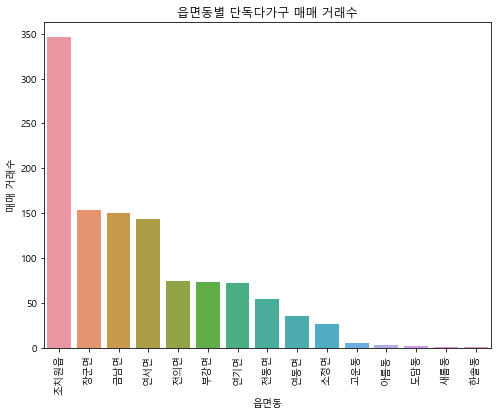 읍면동별 단독다가구 매매 거래수
매매 거래수
350
300
250
200
150
100
50
0
조치원읍
장군면
금남면
연서면
전의면
부강면
연기면
전동면
연동면
소정면
고운동
아름동
도담동
새롬동
한솔동
읍면동